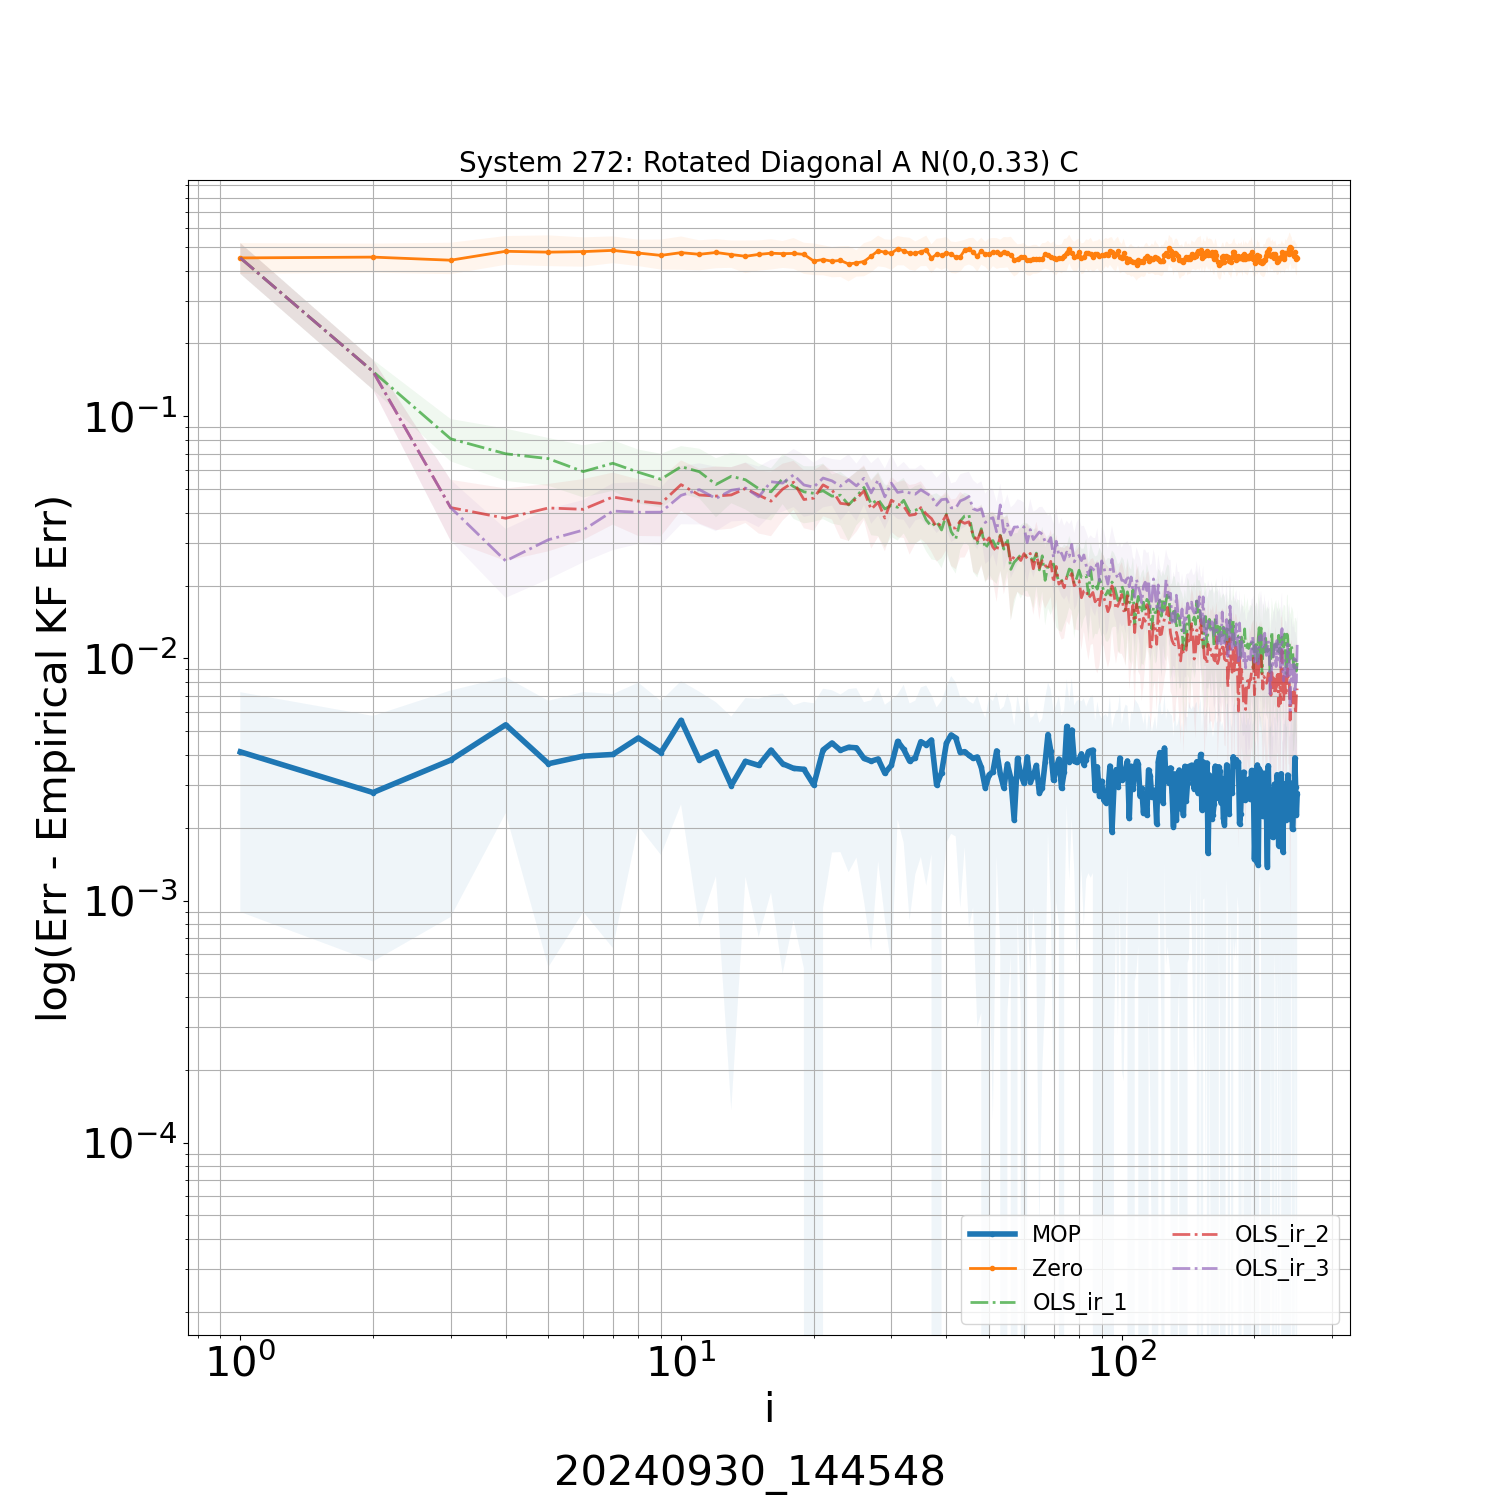 System 272: Rotated Diagonal A N(0,0.33) C
log(Err - Empirical KF Err)
10⁻¹
10⁻²
10⁻³
10⁻⁴
MOP
Zero
OLS_ir_1
OLS_ir_2
OLS_ir_3
10⁰ 10¹ 10²
i
20240930_144548